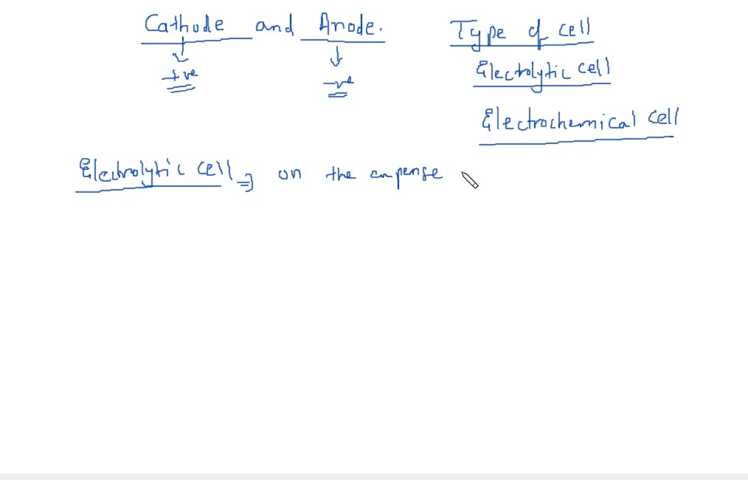 Cathode and Anode.
+ve -ve
Type of cell
Electrolytic cell
Electrochemical cell
Electrolytic cell ⇒ on the expense